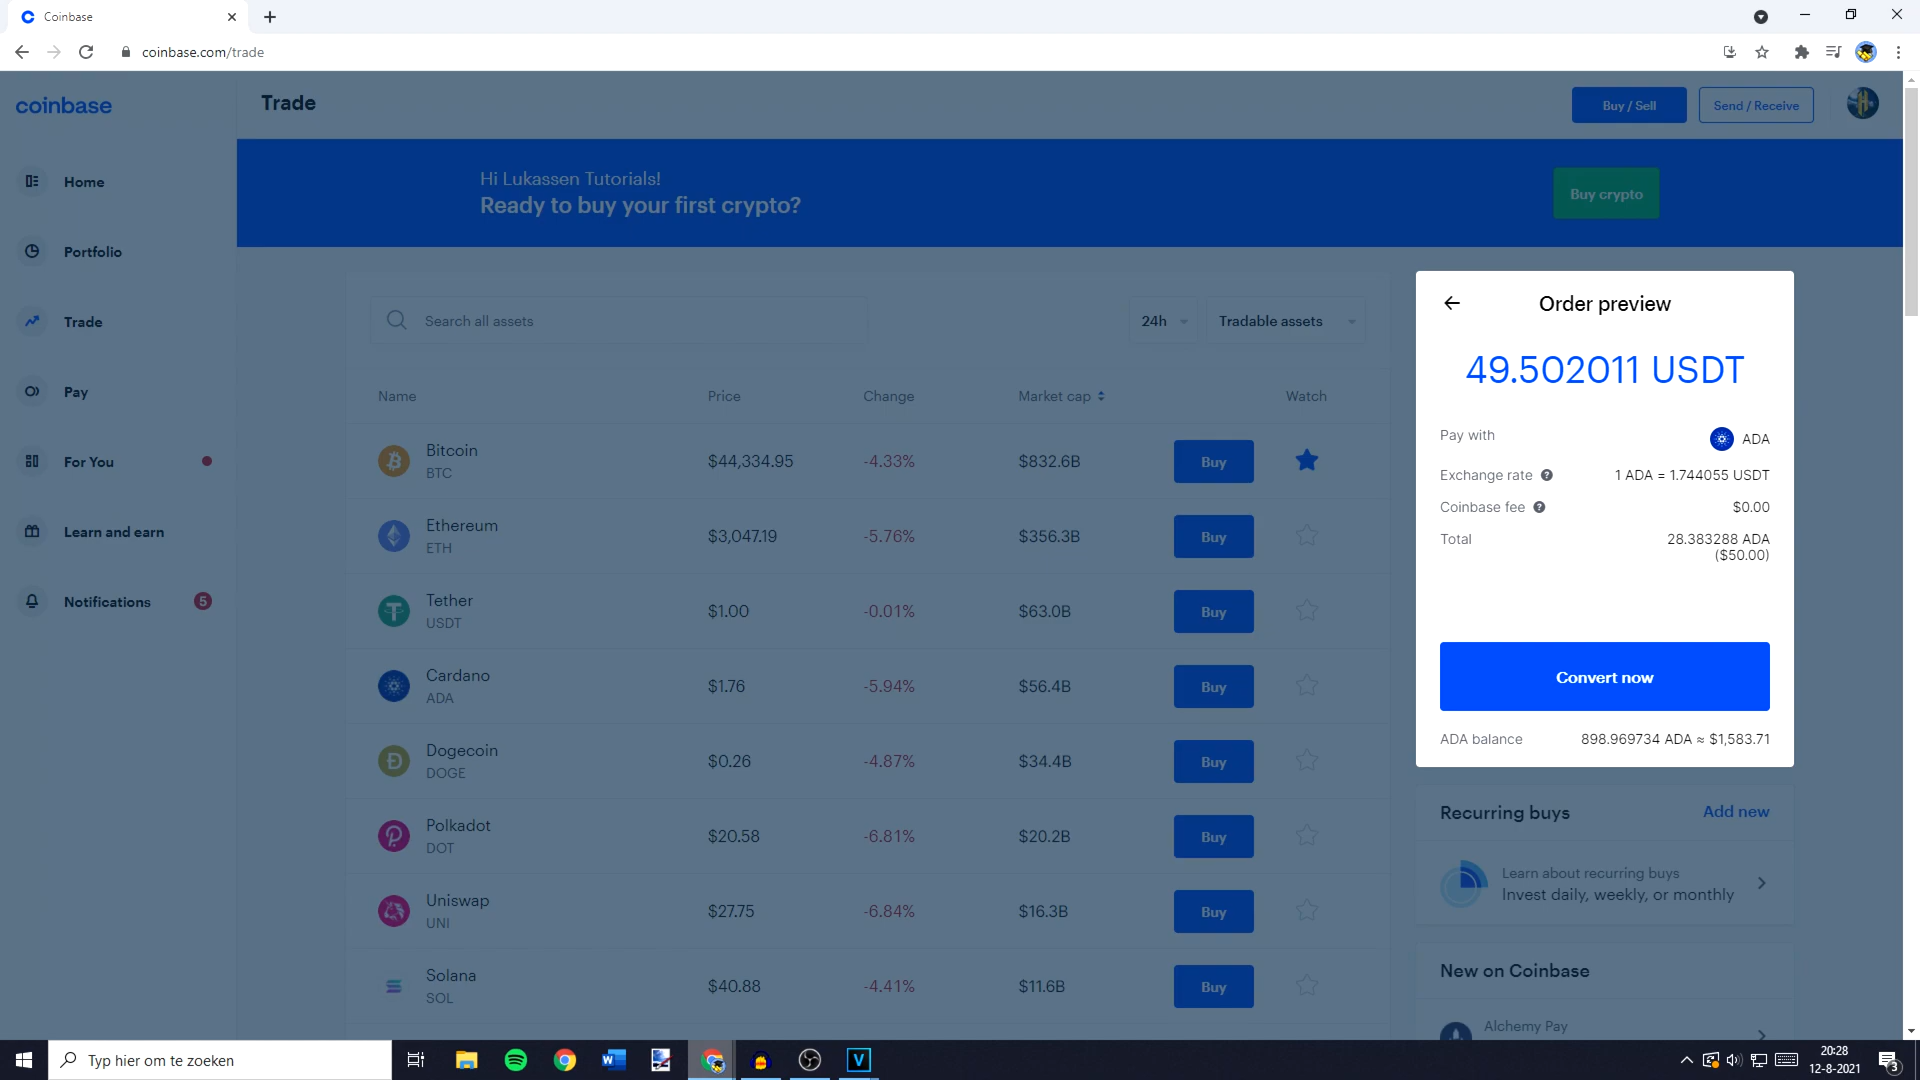 Coinbase
coinbase.com/trade
coinbase
Trade
Buy / Sell
Send / Receive
Home
Portfolio
Trade
Pay
For You
Learn and earn
Notifications
5
Hi Lukassen Tutorials!
Ready to buy your first crypto?
Buy crypto
Search all assets
24h
Tradable assets
Name Price Change Market cap Watch
Bitcoin
BTC
$44,334.95 -4.33% $832.6B Buy
Ethereum
ETH
$3,047.19 -5.76% $356.3B Buy
Tether
USDT
$1.00 -0.01% $63.0B Buy
Cardano
ADA
$1.76 -5.94% $56.4B Buy
Dogecoin
DOGE
$0.26 -4.87% $34.4B Buy
Polkadot
DOT
$20.58 -6.81% $20.2B Buy
Uniswap
UNI
$27.75 -6.84% $16.3B Buy
Solana
SOL
$40.88 -4.41% $11.6B Buy
Order preview
49.502011 USDT
Pay with ADA
Exchange rate 1 ADA = 1.744055 USDT
Coinbase fee $0.00
Total 28.383288 ADA
($50.00)
Convert now
ADA balance 898.969734 ADA ≈ $1,583.71
Recurring buys Add new
Learn about recurring buys
Invest daily, weekly, or monthly
New on Coinbase
Alchemy Pay
Typ hier om te zoeken
20:28
12-8-2021
3